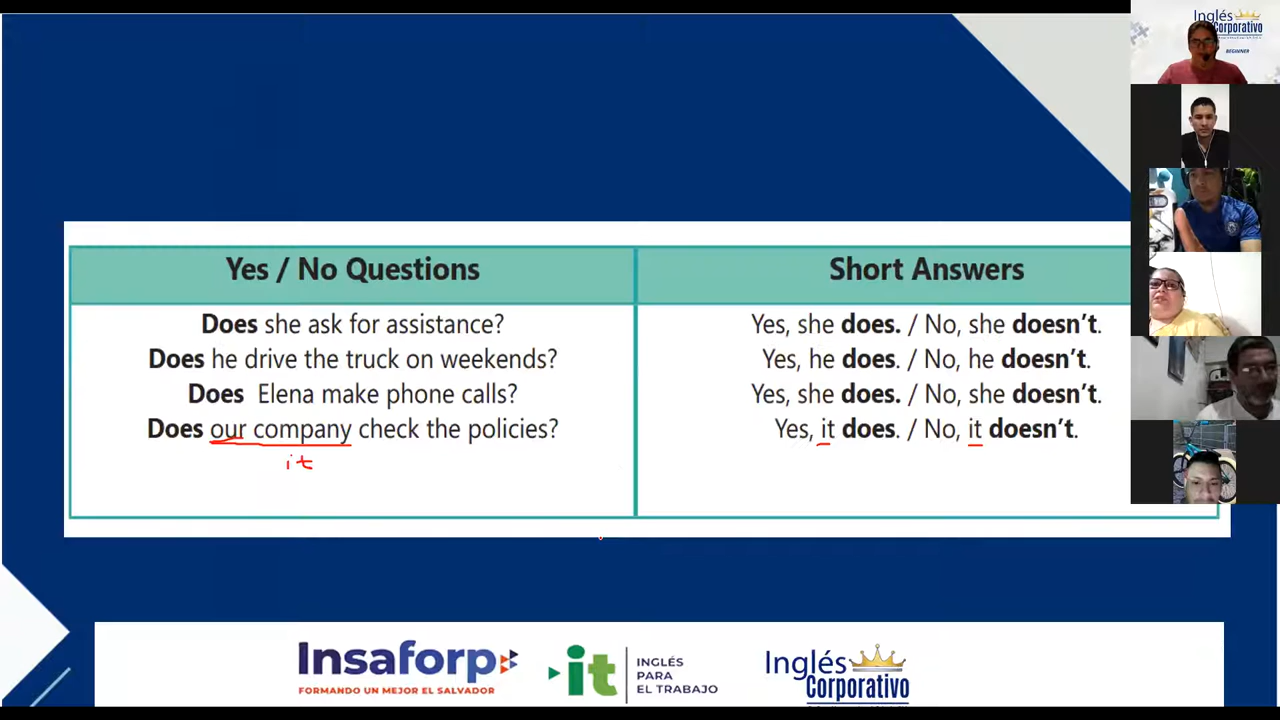 Inglés
Corporativo
BEGINNER
Yes / No Questions
Short Answers
Does she ask for assistance?
Yes, she does. / No, she doesn't.
Does he drive the truck on weekends?
Yes, he does. / No, he doesn't.
Does Elena make phone calls?
Yes, she does. / No, she doesn't.
Does our company check the policies?
Yes, it does. / No, it doesn't.
it
Insaforp
FORMANDO UN MEJOR EL SALVADOR
it
INGLÉS
PARA
EL TRABAJO
Inglés
Corporativo